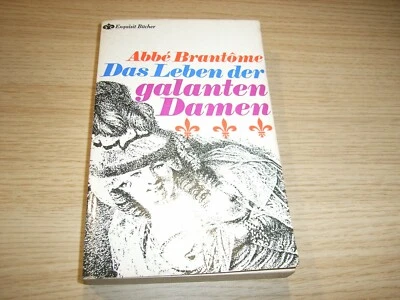 Exquisit Bücher
Abbé Brantôme
Das Leben der
galanten
Damen